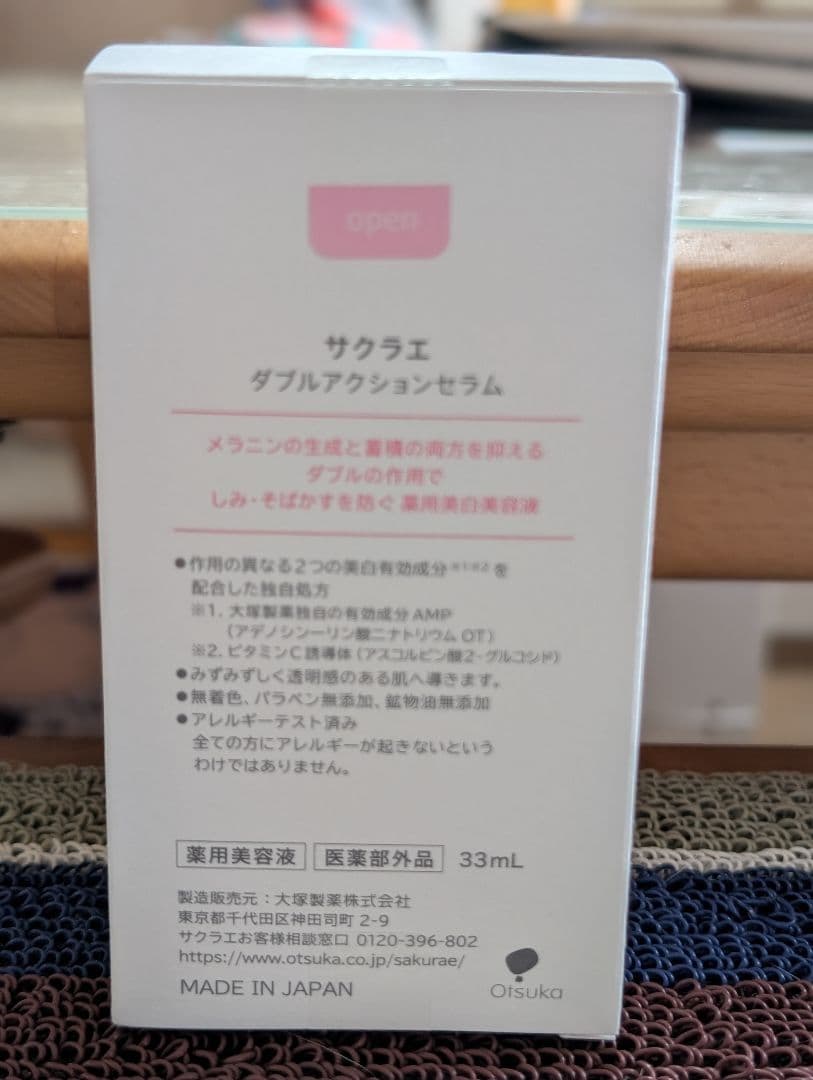 open
サクラエ
ダブルアクションセラム
メラニンの生成と蓄積の両方を抑える
ダブルの作用で
しみ・そばかすを防ぐ 薬用美白美容液
●作用の異なる2つの美白有効成分※1※2を
配合した独自処方
※1. 大塚製薬独自の有効成分AMP
(アデノシン一リン酸二ナトリウム OT)
※2. ビタミンC誘導体(アスコルビン酸2-グルコシド)
●みずみずしく透明感のある肌へ導きます。
●無着色、パラベン無添加、鉱物油無添加
●アレルギーテスト済み
全ての方にアレルギーが起きないという
わけではありません。
薬用美容液 医薬部外品 33mL
製造販売元:大塚製薬株式会社
東京都千代田区神田司町 2-9
サクラエお客様相談窓口 0120-396-802
https://www.otsuka.co.jp/sakurae/
MADE IN JAPAN
Otsuka